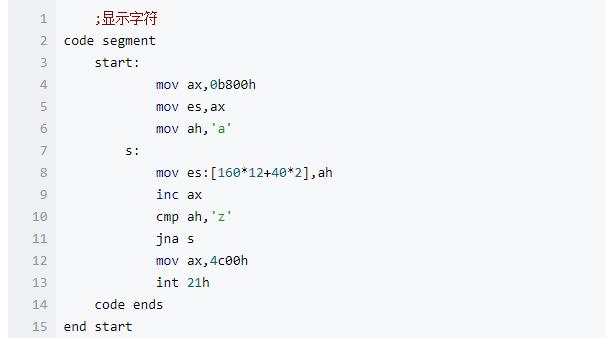 1 ;显示字符
2 code segment
3 start:
4 mov ax,0b800h
5 mov es,ax
6 mov ah,'a'
7 s:
8 mov es:[160*12+40*2],ah
9 inc ax
10 cmp ah,'z'
11 jna s
12 mov ax,4c00h
13 int 21h
14 code ends
15 end start